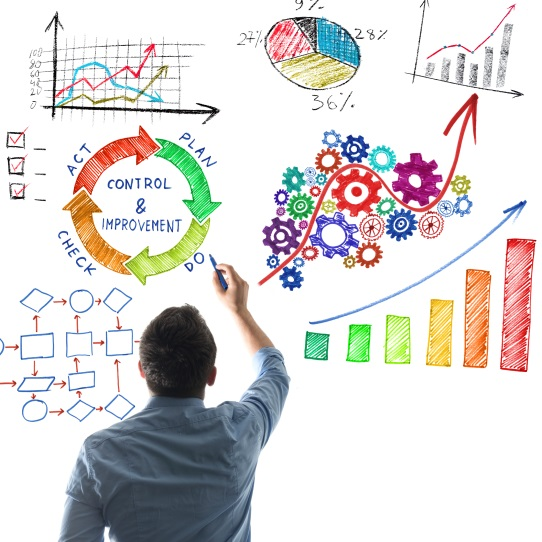 9%
27%
28%
36%
100
80
60
40
20
0
ACT
PLAN
CONTROL
&
IMPROVEMENT
CHECK
DO